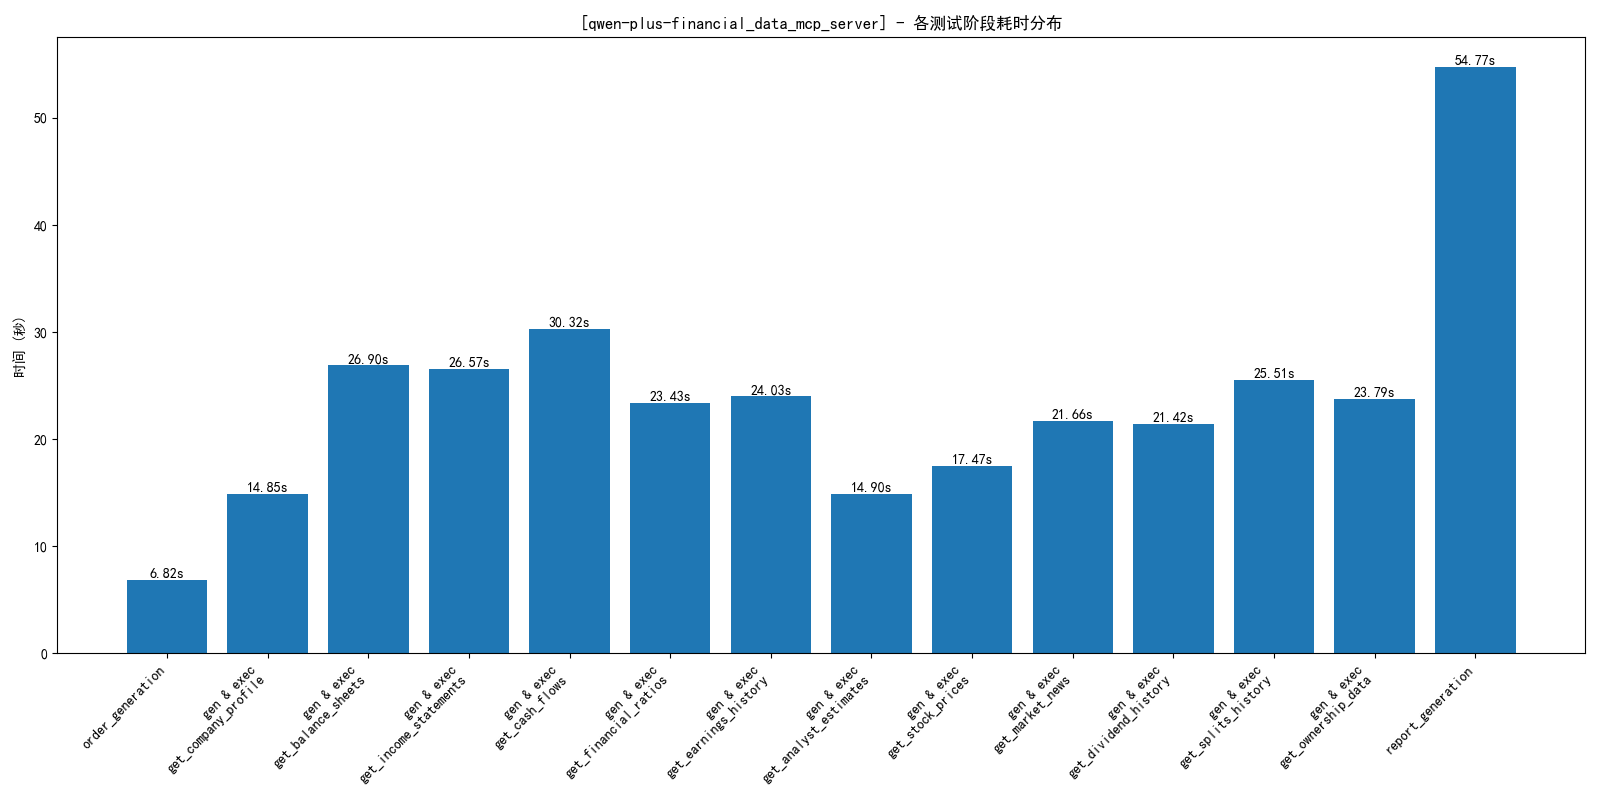 [qwen-plus-financial_data_mcp_server] - 各测试阶段耗时分布
时间 (秒)
50
40
30
20
10
0
6.82s
14.85s
26.90s
26.57s
30.32s
23.43s
24.03s
14.90s
17.47s
21.66s
21.42s
25.51s
23.79s
54.77s
order_generation
gen & exec
get_company_profile
gen & exec
get_balance_sheets
gen & exec
get_income_statements
gen & exec
get_cash_flows
gen & exec
get_financial_ratios
gen & exec
get_earnings_history
gen & exec
get_analyst_estimates
gen & exec
get_stock_prices
gen & exec
get_market_news
gen & exec
get_dividend_history
gen & exec
get_splits_history
gen & exec
get_ownership_data
report_generation